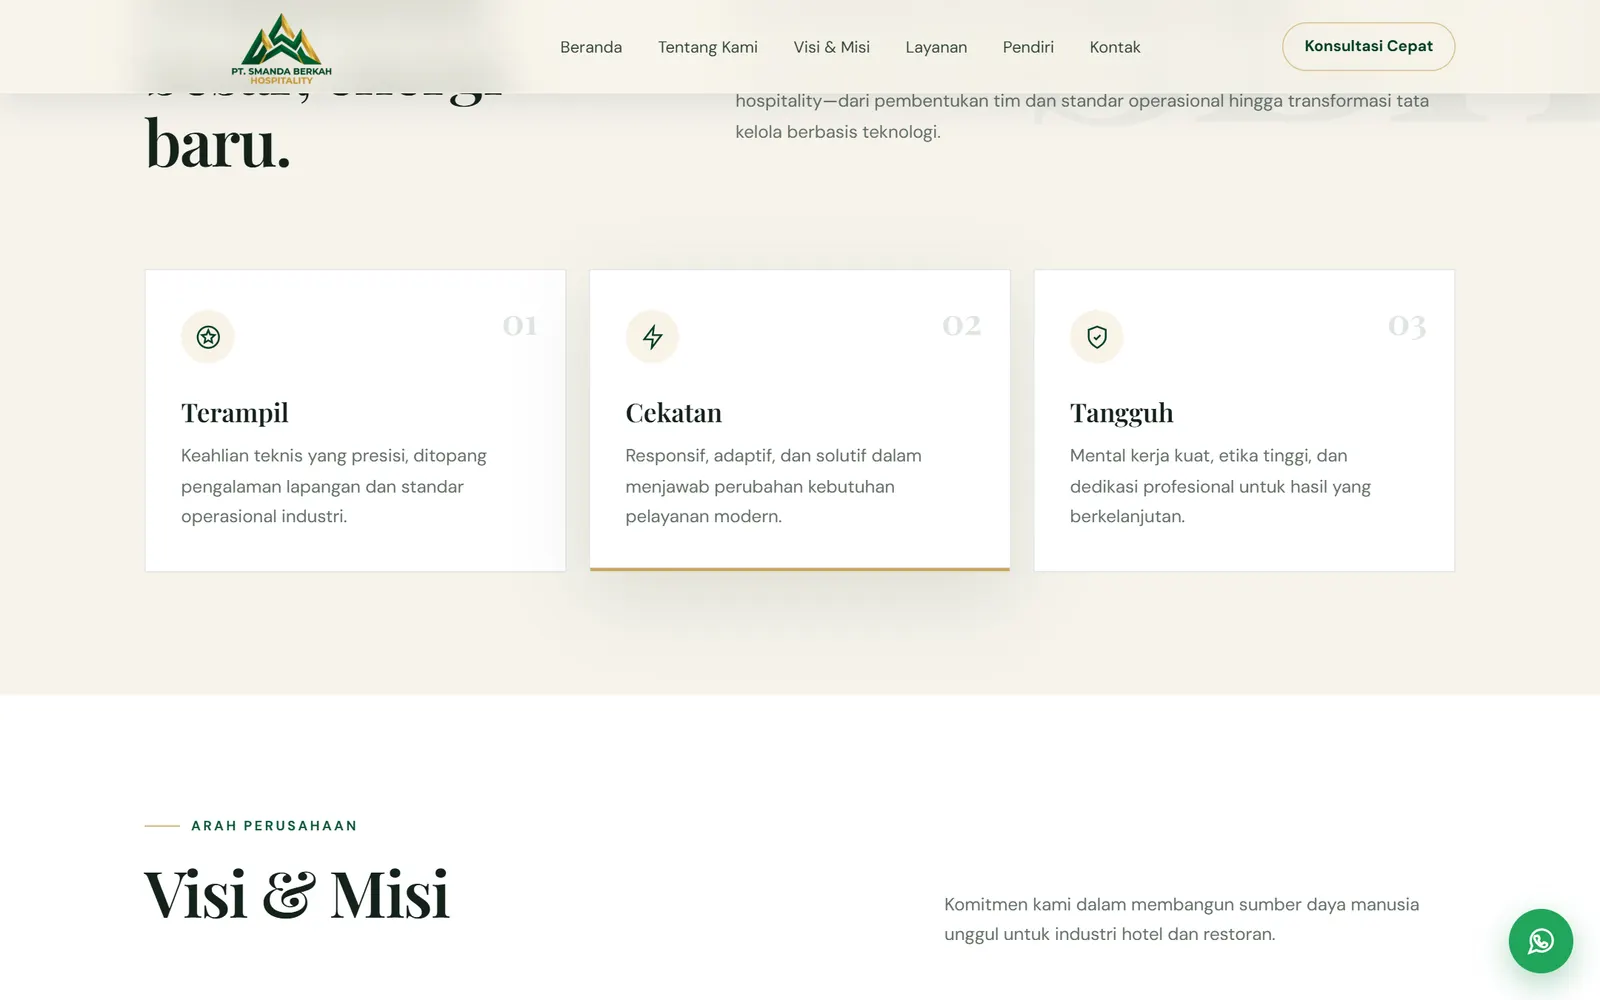 PT. SMANDA BERKAH
HOSPITALITY
Beranda
Tentang Kami
Visi & Misi
Layanan
Pendiri
Kontak
Konsultasi Cepat
baru.
hospitality—dari pembentukan tim dan standar operasional hingga transformasi tata
kelola berbasis teknologi.
01
Terampil
Keahlian teknis yang presisi, ditopang
pengalaman lapangan dan standar
operasional industri.
02
Cekatan
Responsif, adaptif, dan solutif dalam
menjawab perubahan kebutuhan
pelayanan modern.
03
Tangguh
Mental kerja kuat, etika tinggi, dan
dedikasi profesional untuk hasil yang
berkelanjutan.
ARAH PERUSAHAAN
Visi & Misi
Komitmen kami dalam membangun sumber daya manusia
unggul untuk industri hotel dan restoran.